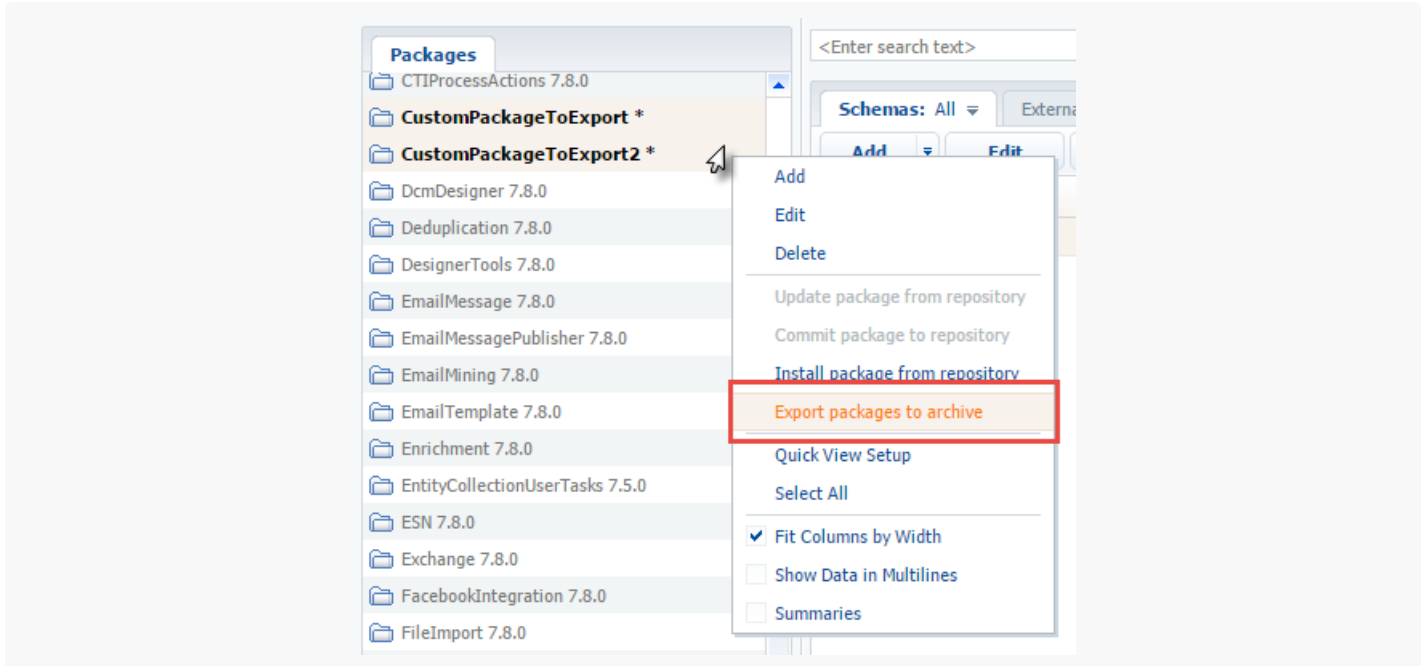 Packages
CTIProcessActions 7.8.0
CustomPackageToExport *
CustomPackageToExport2 *
DcmDesigner 7.8.0
Deduplication 7.8.0
DesignerTools 7.8.0
EmailMessage 7.8.0
EmailMessagePublisher 7.8.0
EmailMining 7.8.0
EmailTemplate 7.8.0
Enrichment 7.8.0
EntityCollectionUserTasks 7.5.0
ESN 7.8.0
Exchange 7.8.0
FacebookIntegration 7.8.0
FileImport 7.8.0
<Enter search text>
Schemas: All Externa
Add Edit
Add
Edit
Delete
Update package from repository
Commit package to repository
Install package from repository
Export packages to archive
Quick View Setup
Select All
Fit Columns by Width
Show Data in Multilines
Summaries